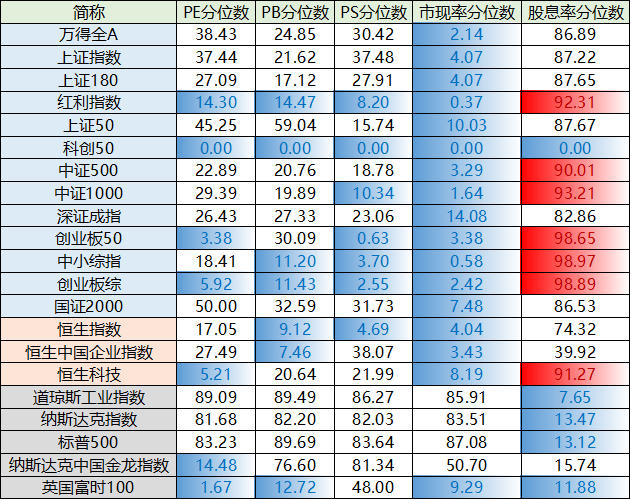 简称 PE分位数 PB分位数 PS分位数 市现率分位数 股息率分位数
万得全A 38.43 24.85 30.42 2.14 86.89
上证指数 37.44 21.62 37.48 4.07 87.22
上证180 27.09 17.12 27.91 4.07 87.65
红利指数 14.30 14.47 8.20 0.37 92.31
上证50 45.25 59.04 15.74 10.03 87.67
科创50 0.00 0.00 0.00 0.00 0.00
中证500 22.89 20.76 18.78 3.29 90.01
中证1000 29.39 19.89 10.34 1.64 93.21
深证成指 26.43 27.33 23.06 14.08 82.86
创业板50 3.38 30.09 0.63 3.38 98.65
中小综指 18.41 11.20 3.70 0.58 98.97
创业板综 5.92 11.43 2.55 2.42 98.89
国证2000 50.00 32.59 31.73 7.48 86.53
恒生指数 17.05 9.12 4.69 4.04 74.32
恒生中国企业指数 27.49 7.46 38.07 3.43 39.92
恒生科技 5.21 20.64 21.99 8.19 91.27
道琼斯工业指数 89.09 89.49 86.27 85.91 7.65
纳斯达克指数 81.68 82.20 82.03 83.51 13.47
标普500 83.23 89.69 83.64 87.08 13.12
纳斯达克中国金龙指数 14.48 76.60 81.34 50.70 15.74
英国富时100 1.67 12.72 48.00 9.29 11.88